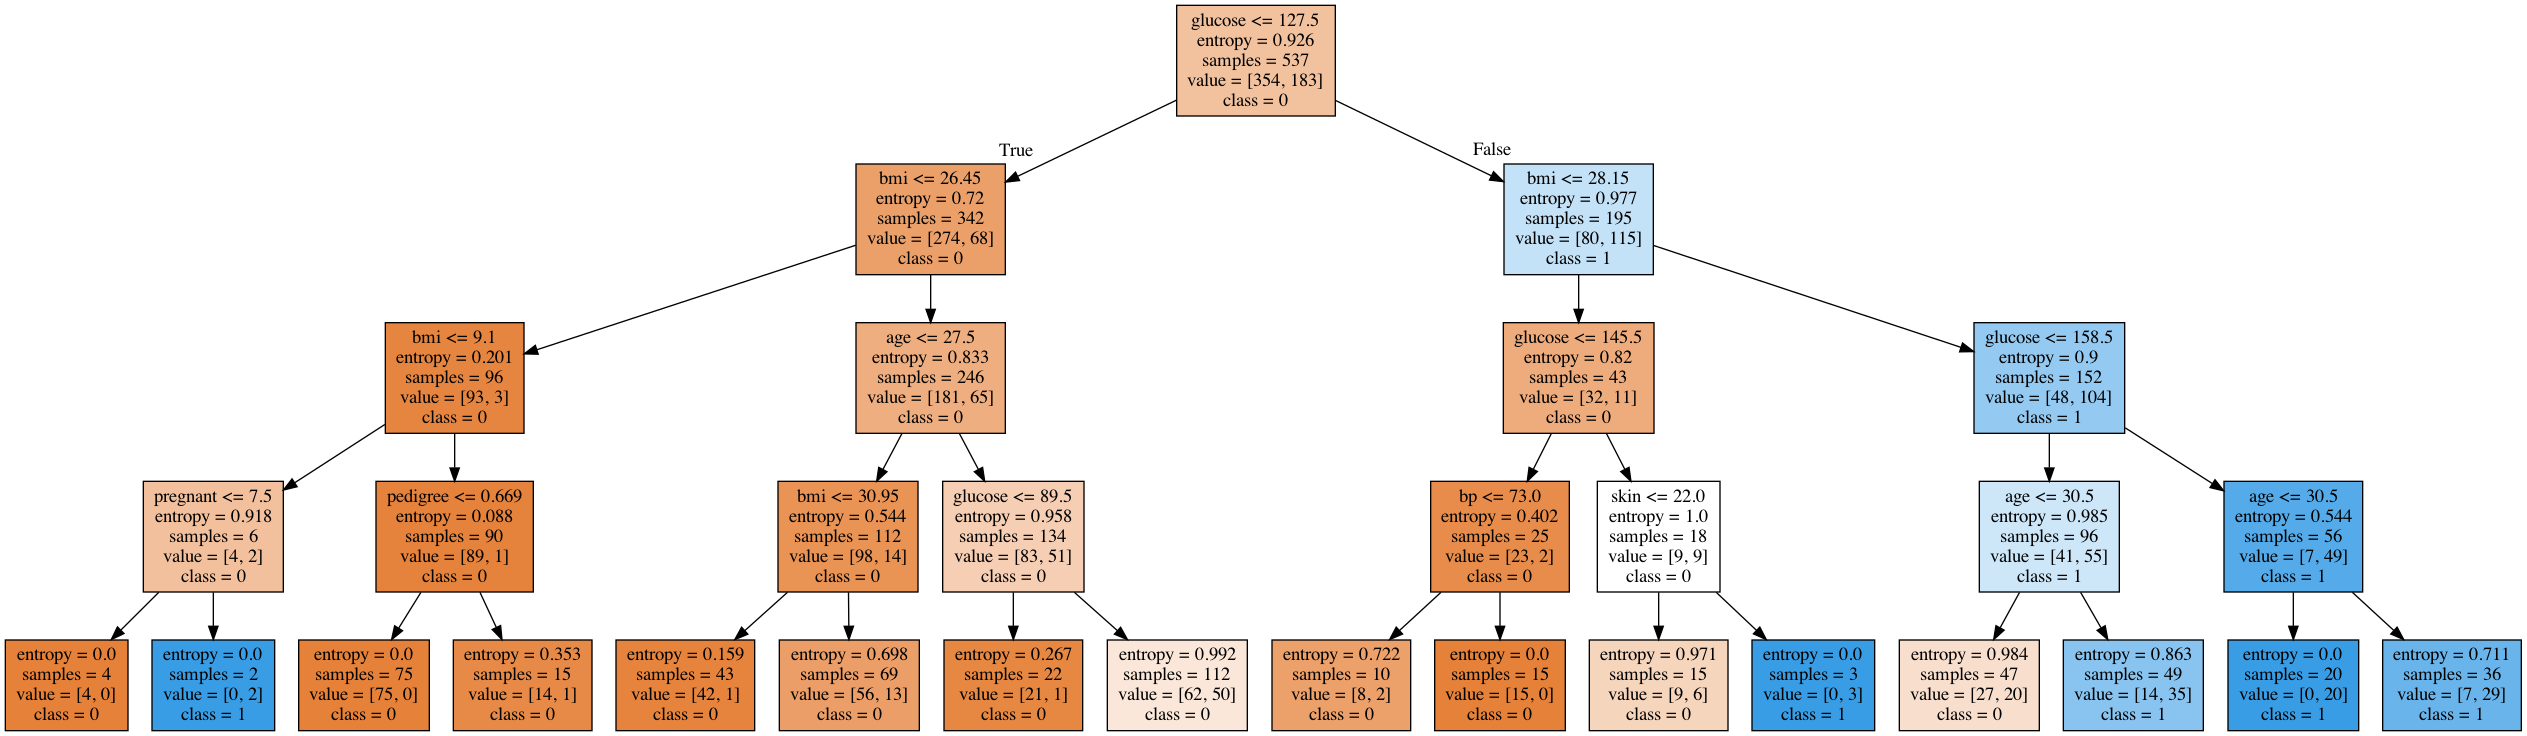 glucose <= 127.5
entropy = 0.926
samples = 537
value = [354, 183]
class = 0
True
False
bmi <= 26.45
entropy = 0.72
samples = 342
value = [274, 68]
class = 0
bmi <= 28.15
entropy = 0.977
samples = 195
value = [80, 115]
class = 1
bmi <= 9.1
entropy = 0.201
samples = 96
value = [93, 3]
class = 0
age <= 27.5
entropy = 0.833
samples = 246
value = [181, 65]
class = 0
glucose <= 145.5
entropy = 0.82
samples = 43
value = [32, 11]
class = 0
glucose <= 158.5
entropy = 0.9
samples = 152
value = [48, 104]
class = 1
pregnant <= 7.5
entropy = 0.918
samples = 6
value = [4, 2]
class = 0
pedigree <= 0.669
entropy = 0.088
samples = 90
value = [89, 1]
class = 0
bmi <= 30.95
entropy = 0.544
samples = 112
value = [98, 14]
class = 0
glucose <= 89.5
entropy = 0.958
samples = 134
value = [83, 51]
class = 0
bp <= 73.0
entropy = 0.402
samples = 25
value = [23, 2]
class = 0
skin <= 22.0
entropy = 1.0
samples = 18
value = [9, 9]
class = 0
age <= 30.5
entropy = 0.985
samples = 96
value = [41, 55]
class = 1
age <= 30.5
entropy = 0.544
samples = 56
value = [7, 49]
class = 1
entropy = 0.0
samples = 4
value = [4, 0]
class = 0
entropy = 0.0
samples = 2
value = [0, 2]
class = 1
entropy = 0.0
samples = 75
value = [75, 0]
class = 0
entropy = 0.353
samples = 15
value = [14, 1]
class = 0
entropy = 0.159
samples = 43
value = [42, 1]
class = 0
entropy = 0.698
samples = 69
value = [56, 13]
class = 0
entropy = 0.267
samples = 22
value = [21, 1]
class = 0
entropy = 0.992
samples = 112
value = [62, 50]
class = 0
entropy = 0.722
samples = 10
value = [8, 2]
class = 0
entropy = 0.0
samples = 15
value = [15, 0]
class = 0
entropy = 0.971
samples = 15
value = [9, 6]
class = 0
entropy = 0.0
samples = 3
value = [0, 3]
class = 1
entropy = 0.984
samples = 47
value = [27, 20]
class = 0
entropy = 0.863
samples = 49
value = [14, 35]
class = 1
entropy = 0.0
samples = 20
value = [0, 20]
class = 1
entropy = 0.711
samples = 36
value = [7, 29]
class = 1